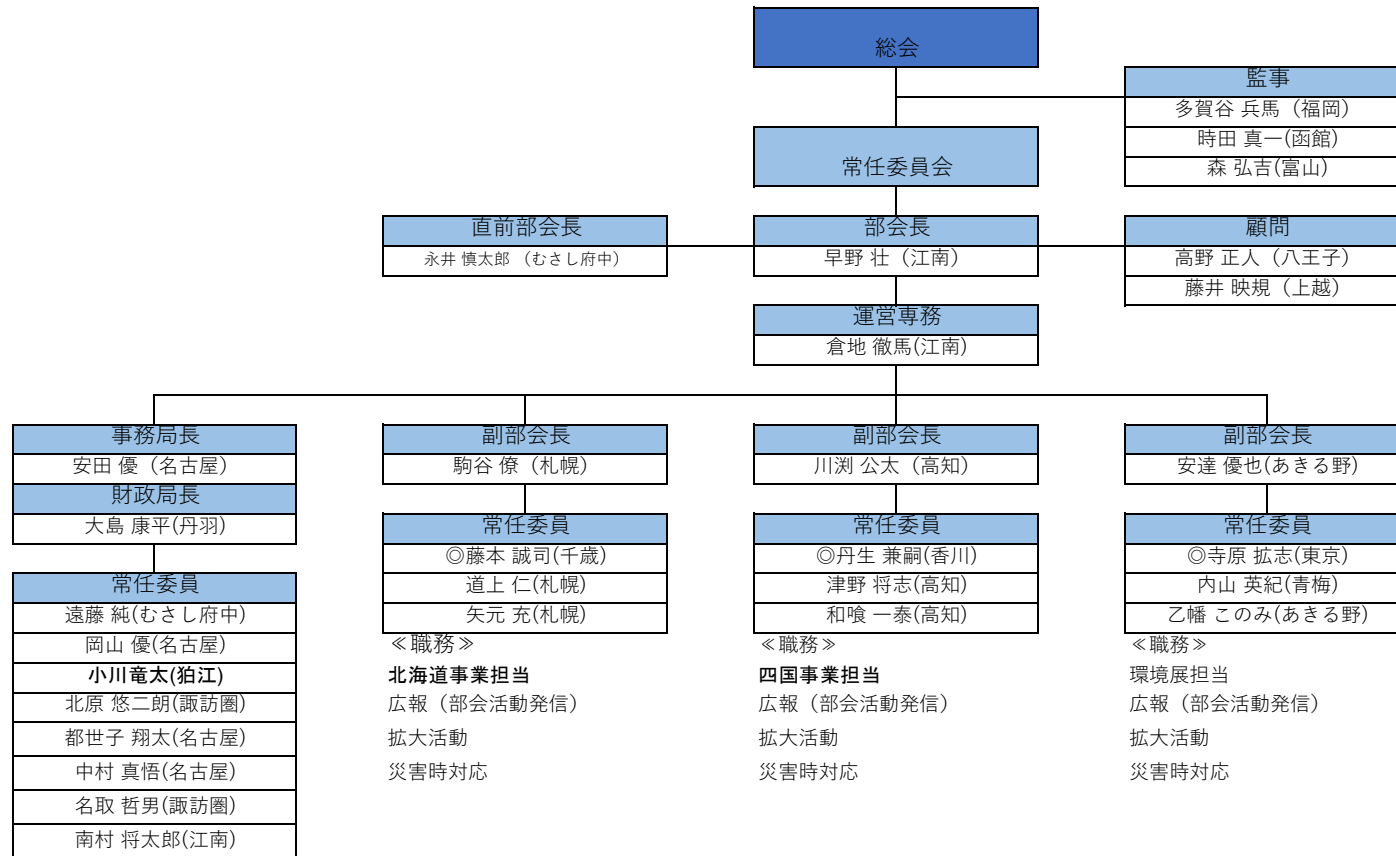 総会
監事
多賀谷 兵馬（福岡）
時田 真一(函館)
森 弘吉(富山)
常任委員会
直前部会長
永井 慎太郎 （むさし府中）
部会長
早野 壮（江南）
顧問
高野 正人（八王子）
藤井 映規（上越）
運営専務
倉地 徹馬(江南)
事務局長
安田 優（名古屋）
財政局長
大島 康平(丹羽)
常任委員
遠藤 純(むさし府中)
岡山 優(名古屋)
小川竜太(狛江)
北原 悠二朗(諏訪圏)
都世子 翔太(名古屋)
中村 真悟(名古屋)
名取 哲男(諏訪圏)
南村 将太郎(江南)
副部会長
駒谷 僚（札幌）
常任委員
◎藤本 誠司(千歳)
道上 仁(札幌)
矢元 充(札幌)
≪職務≫
北海道事業担当
広報（部会活動発信）
拡大活動
災害時対応
副部会長
川渕 公太（高知）
常任委員
◎丹生 兼嗣(香川)
津野 将志(高知)
和喰 一泰(高知)
≪職務≫
四国事業担当
広報（部会活動発信）
拡大活動
災害時対応
副部会長
安達 優也(あきる野)
常任委員
◎寺原 拡志(東京)
内山 英紀(青梅)
乙幡 このみ(あきる野)
≪職務≫
環境展担当
広報（部会活動発信）
拡大活動
災害時対応